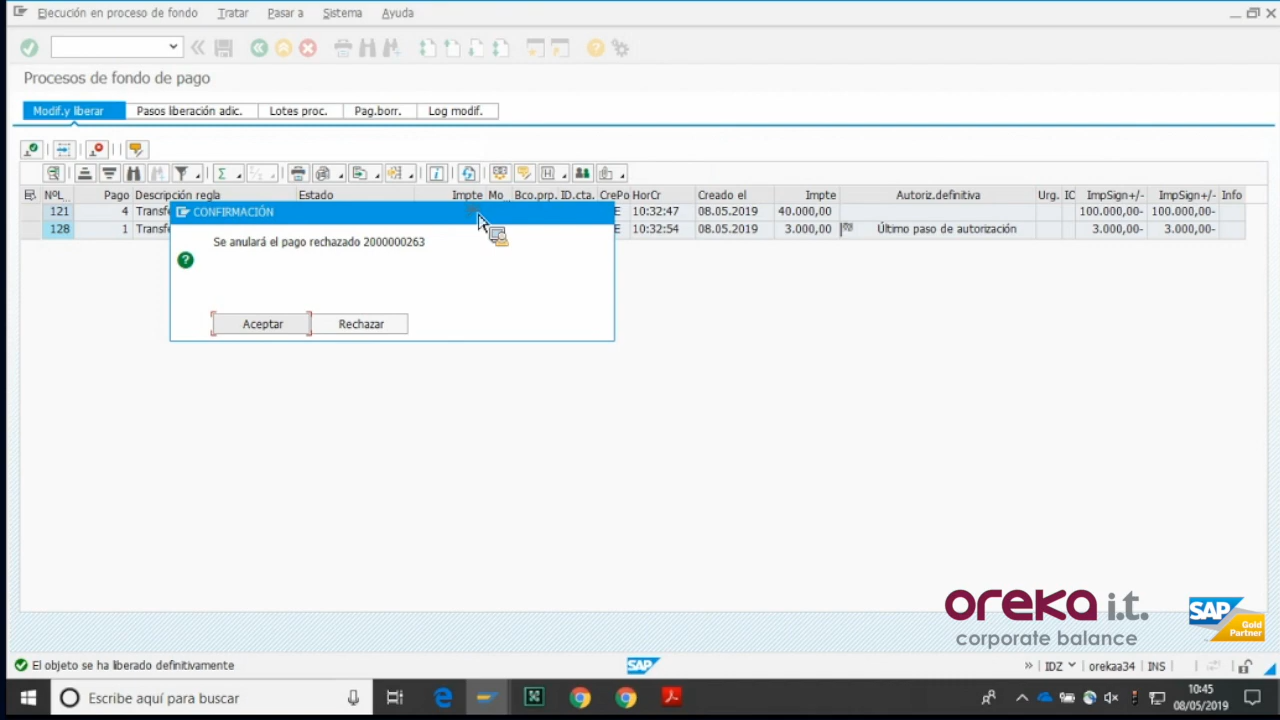 Ejecución en proceso de fondo Tratar Pasar a Sistema Ayuda
Procesos de fondo de pago
Modif.y liberar Pasos liberación adic. Lotes proc. Pag.borr. Log modif.
NºL... Pago Descripción regla Estado Impte Mo... Bco.prp. ID.cta. CrePo HorCr Creado el Impte Autoriz.definitiva Urg. IC ImpSign+/- ImpSign+/- Info
121 4 Transf E 10:32:47 08.05.2019 40.000,00 100.000,00- 100.000,00-
128 1 Transf E 10:32:54 08.05.2019 3.000,00 Último paso de autorización 3.000,00- 3.000,00-
CONFIRMACIÓN
Se anulará el pago rechazado 2000000263
Aceptar Rechazar
oreka i.t.
corporate balance
SAP Gold Partner
El objeto se ha liberado definitivamente SAP » IDZ orekaa34 INS
Escribe aquí para buscar 10:45
08/05/2019